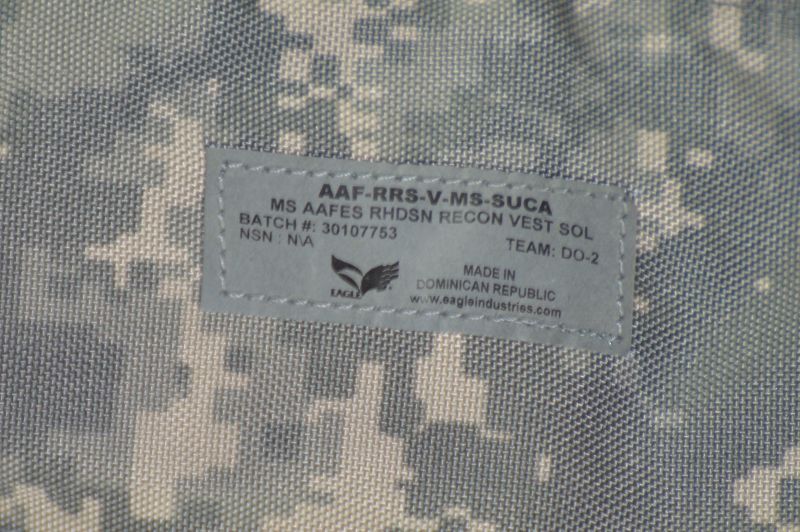 AAF-RRS-V-MS-SUCA
MS AAFES RHDSN RECON VEST SOL
BATCH #: 30107753
TEAM: DO-2
NSN : N\A
EAGLE
MADE IN
DOMINICAN REPUBLIC
www.eagleindustries.com